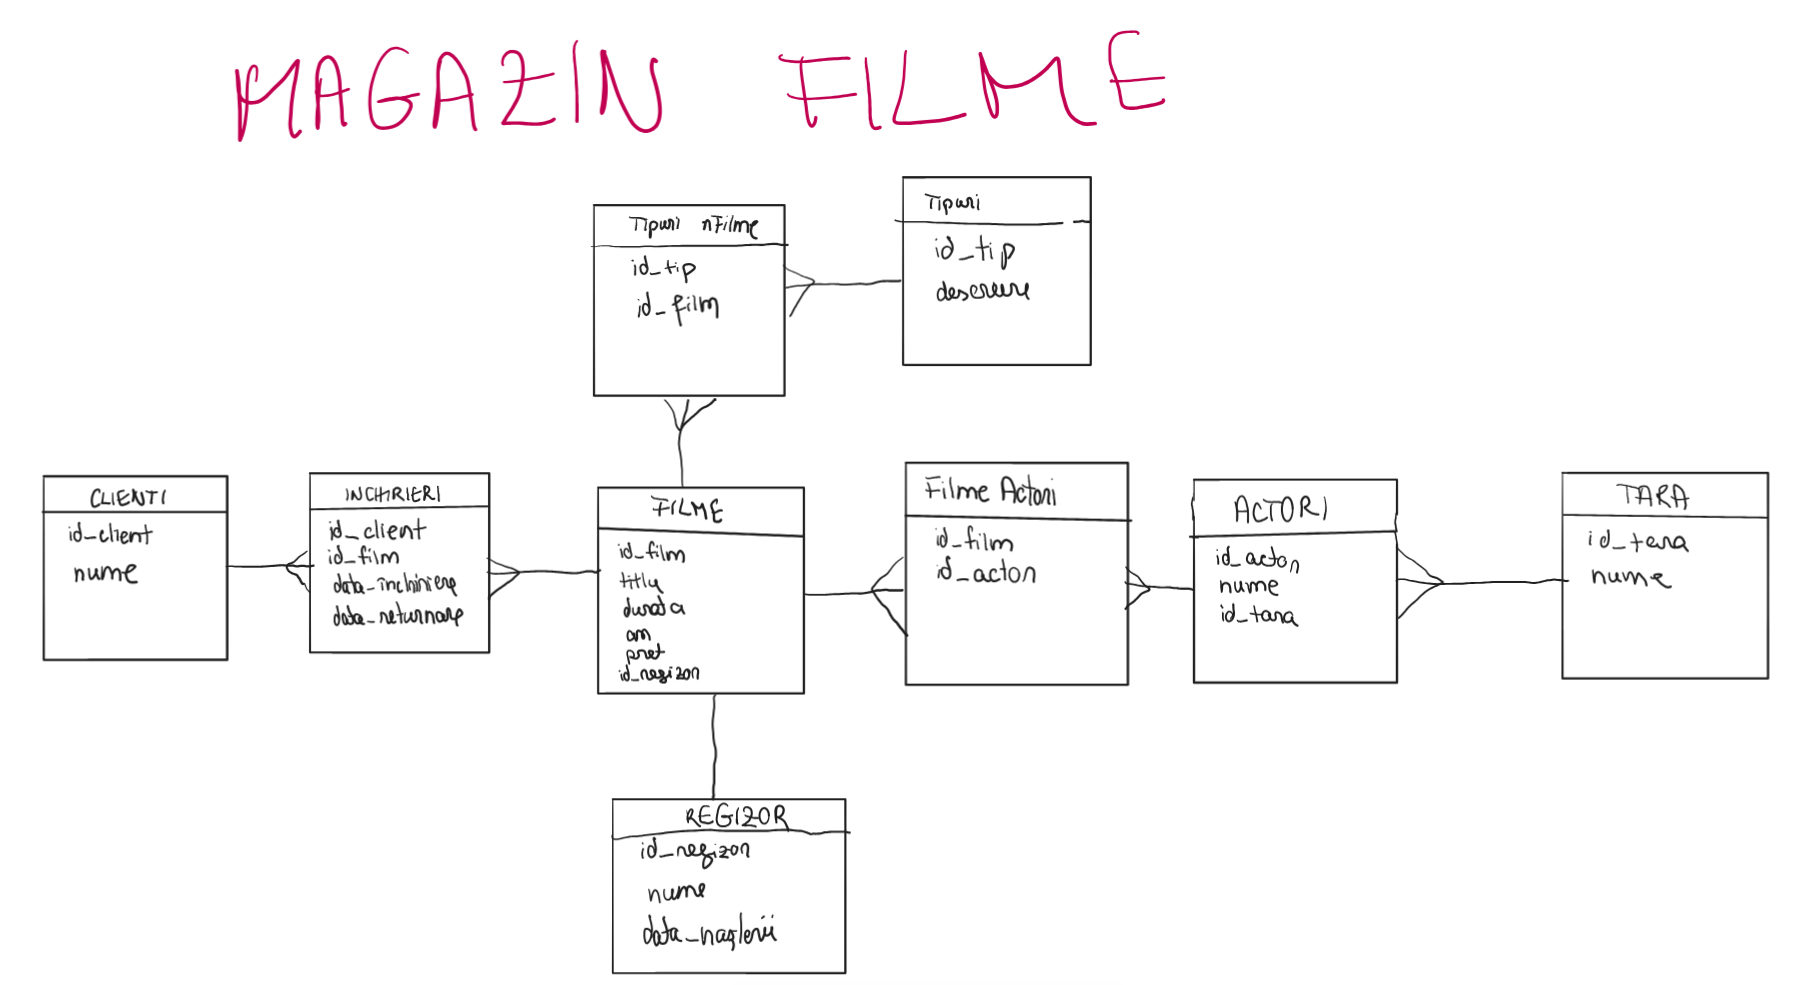 MAGAZIN FILME
Tipuri
id_tip
descriere
Tipuri nFilme
id_tip
id_film
CLIENTI
id_client
nume
INCHIRIERI
id_client
id_film
data_inchiriere
data_returnare
FILME
id_film
titlu
durata
an
pret
id_regizor
Filme Actori
id_film
id_actor
ACTORI
id_actor
nume
id_tara
TARA
id_tara
nume
REGIZOR
id_regizor
nume
data_nasterii